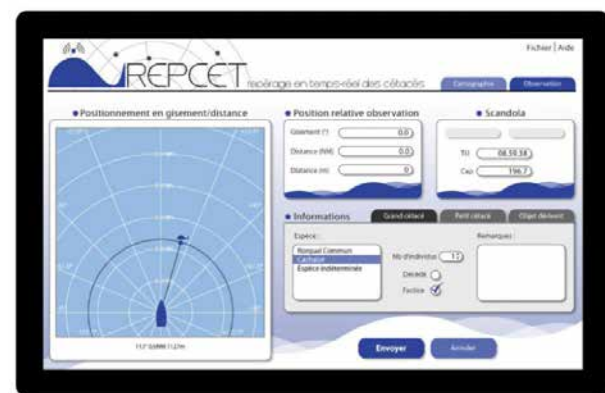 Fichier | Aide
REPCET repérage en temps-réel des cétacés
Cartographie Observation
Positionnement en gisement/distance
Position relative observation
Gisement (°) 0.0
Distance (NM) 0.0
Distance (m) 0
Scandola
TU 08:59:38
Cap 196.7
Informations
Grand cétacé Petit cétacé Objet dérivant
Espèce :
Rorqual Commun
Cachalot
Espèce indéterminée
Nb d'individus 1
Décédé
Factice
Remarques :
Envoyer Annuler